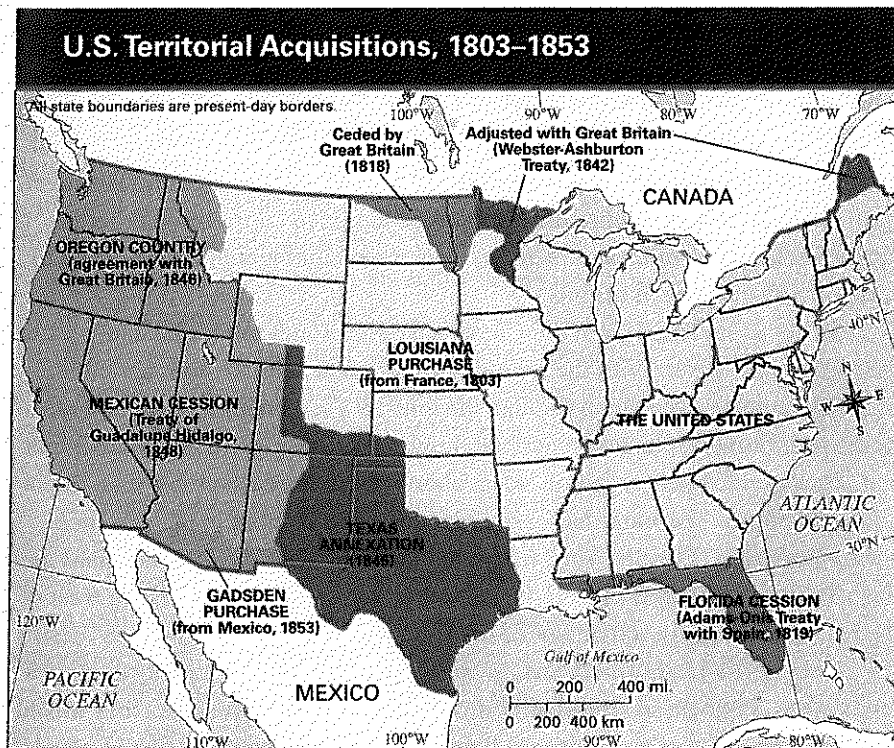 U.S. Territorial Acquisitions, 1803–1853
All state boundaries are present-day borders
100°W
90°W
80°W
70°W
Ceded by
Great Britain
(1818)
Adjusted with Great Britain
(Webster-Ashburton
Treaty, 1842)
CANADA
OREGON COUNTRY
(agreement with
Great Britain, 1846)
LOUISIANA
PURCHASE
(from France, 1803)
40°N
N
W
E
S
MEXICAN CESSION
(Treaty of
Guadalupe Hidalgo,
1848)
THE UNITED STATES
ATLANTIC
OCEAN
TEXAS
ANNEXATION
(1845)
30°N
GADSDEN
PURCHASE
(from Mexico, 1853)
FLORIDA CESSION
(Adams-Onís Treaty
with Spain, 1819)
120°W
Gulf of Mexico
PACIFIC
OCEAN
MEXICO
0 200 400 mi.
0 200 400 km
110°W
100°W
90°W
80°W